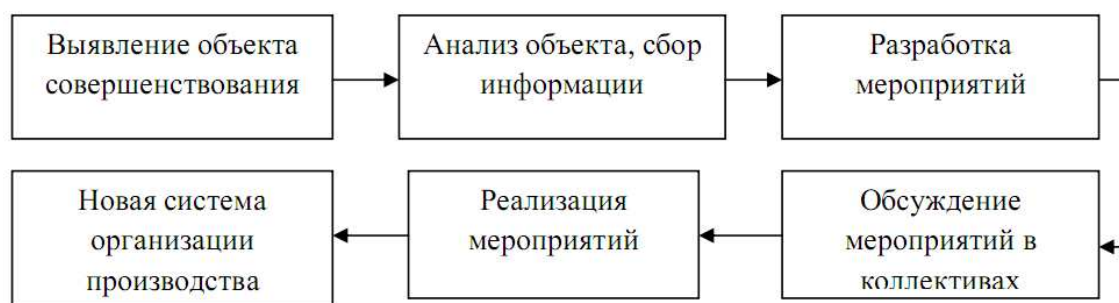 Выявление объекта
совершенствования
Анализ объекта, сбор
информации
Разработка
мероприятий
Новая система
организации
производства
Реализация
мероприятий
Обсуждение
мероприятий в
коллективах